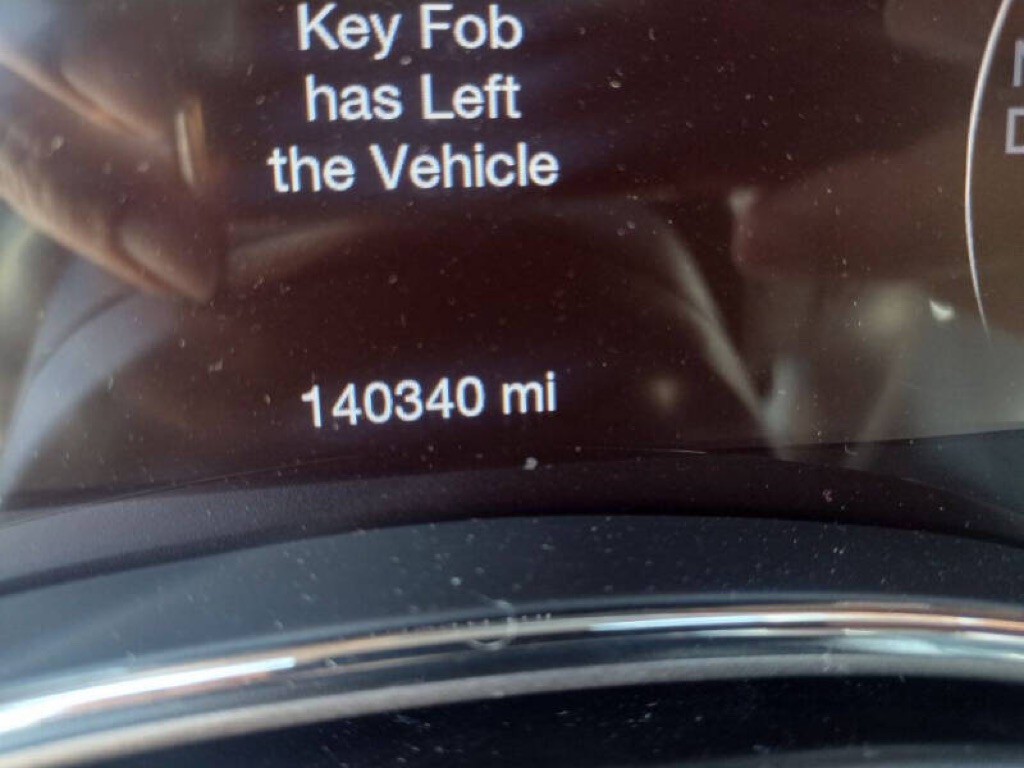 Key Fob
has Left
the Vehicle
140340 mi